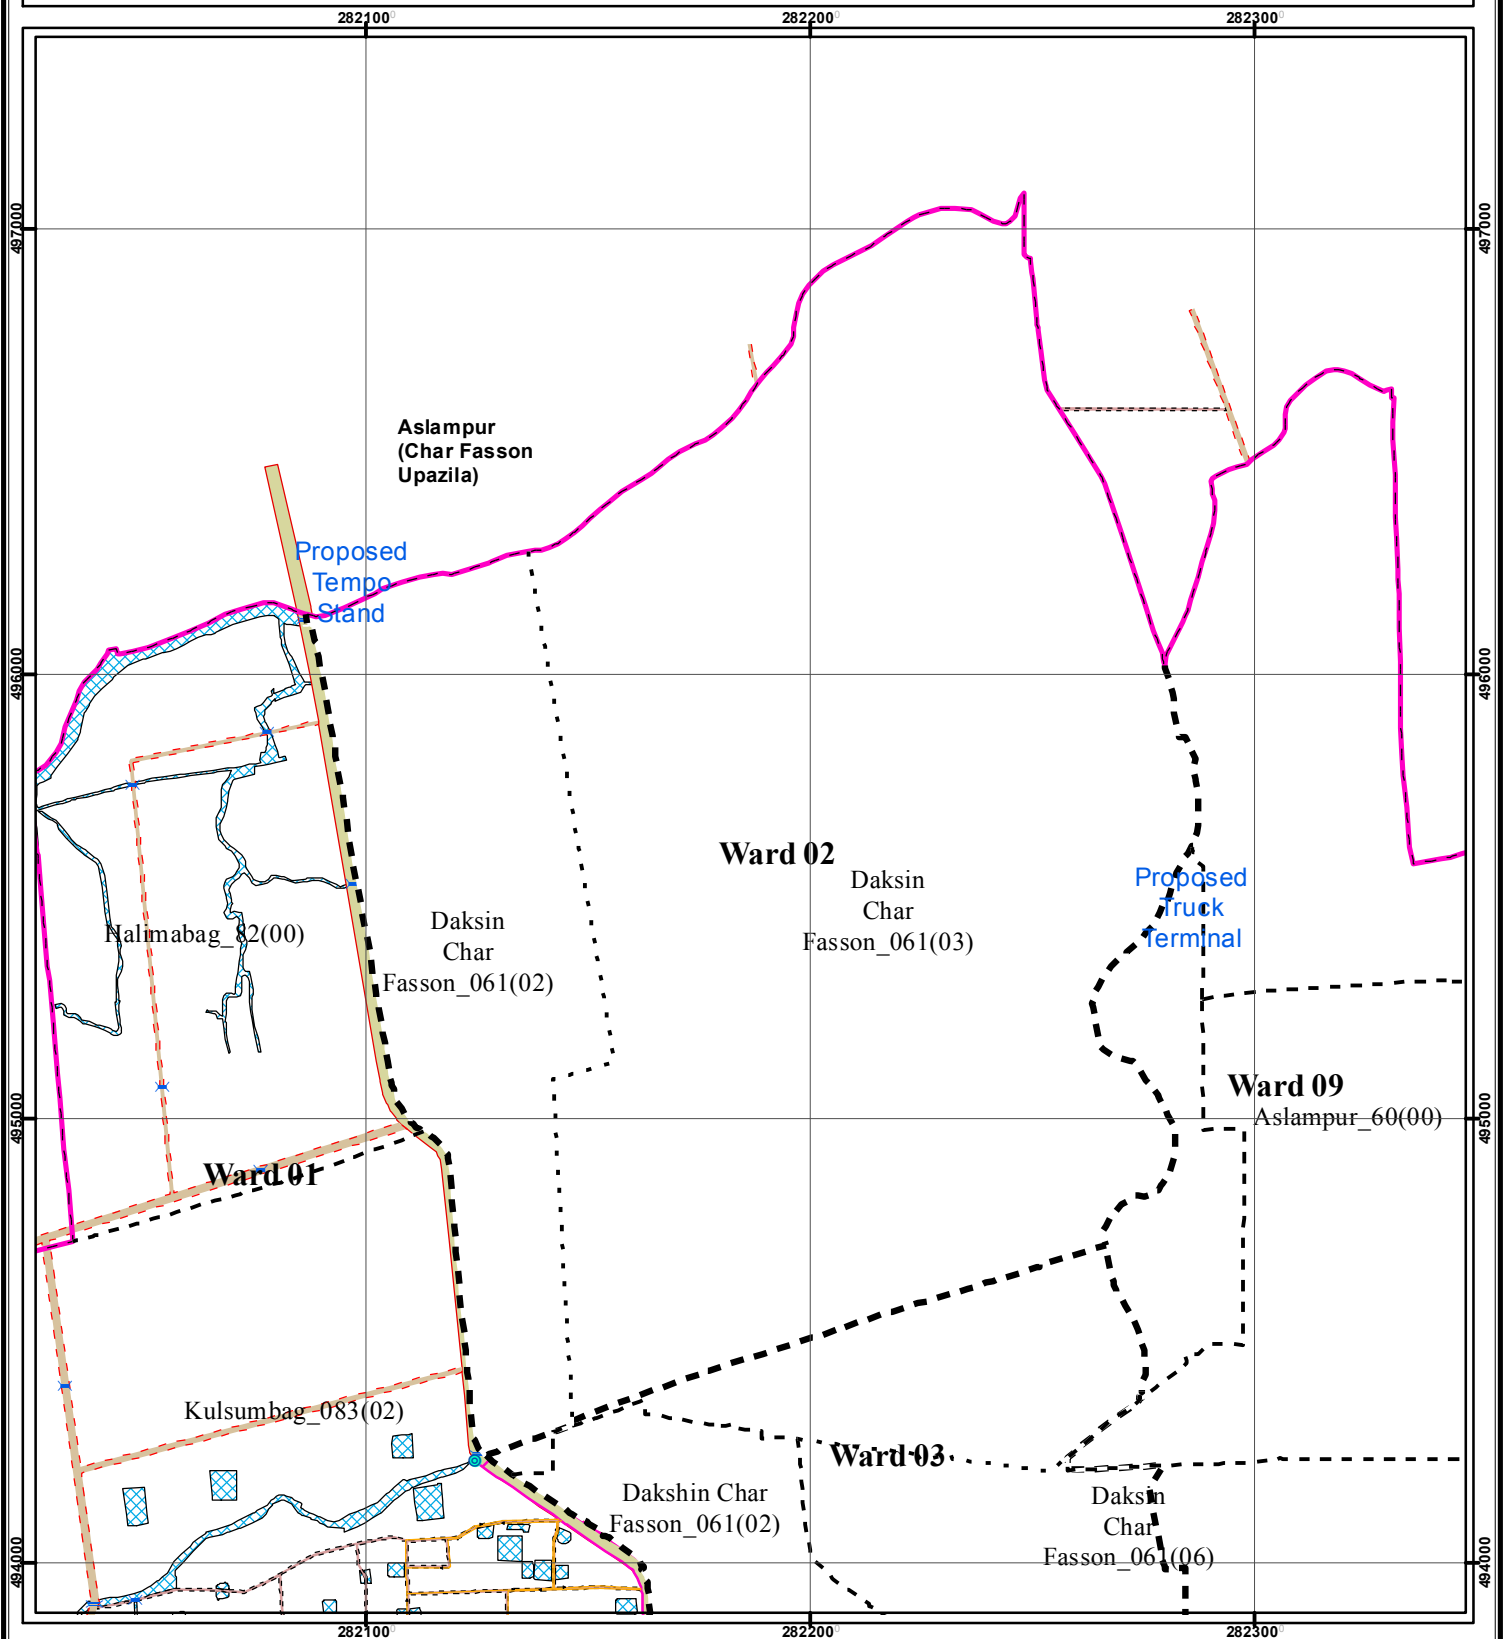 282100 282200 282300
497000 497000
Aslampur
(Char Fasson
Upazila)
Proposed
Tempo
Stand
496000 496000
Ward 02
Daksin
Char
Fasson_061(03)
Proposed
Truck
Terminal
Halimabag_82(00)
Daksin
Char
Fasson_061(02)
Ward 09
Aslampur_60(00)
495000 495000
Ward 01
Kulsumbag_083(02)
Ward 03
Dakshin Char
Fasson_061(02)
Daksin
Char
Fasson_061(06)
494000 494000
282100 282200 282300